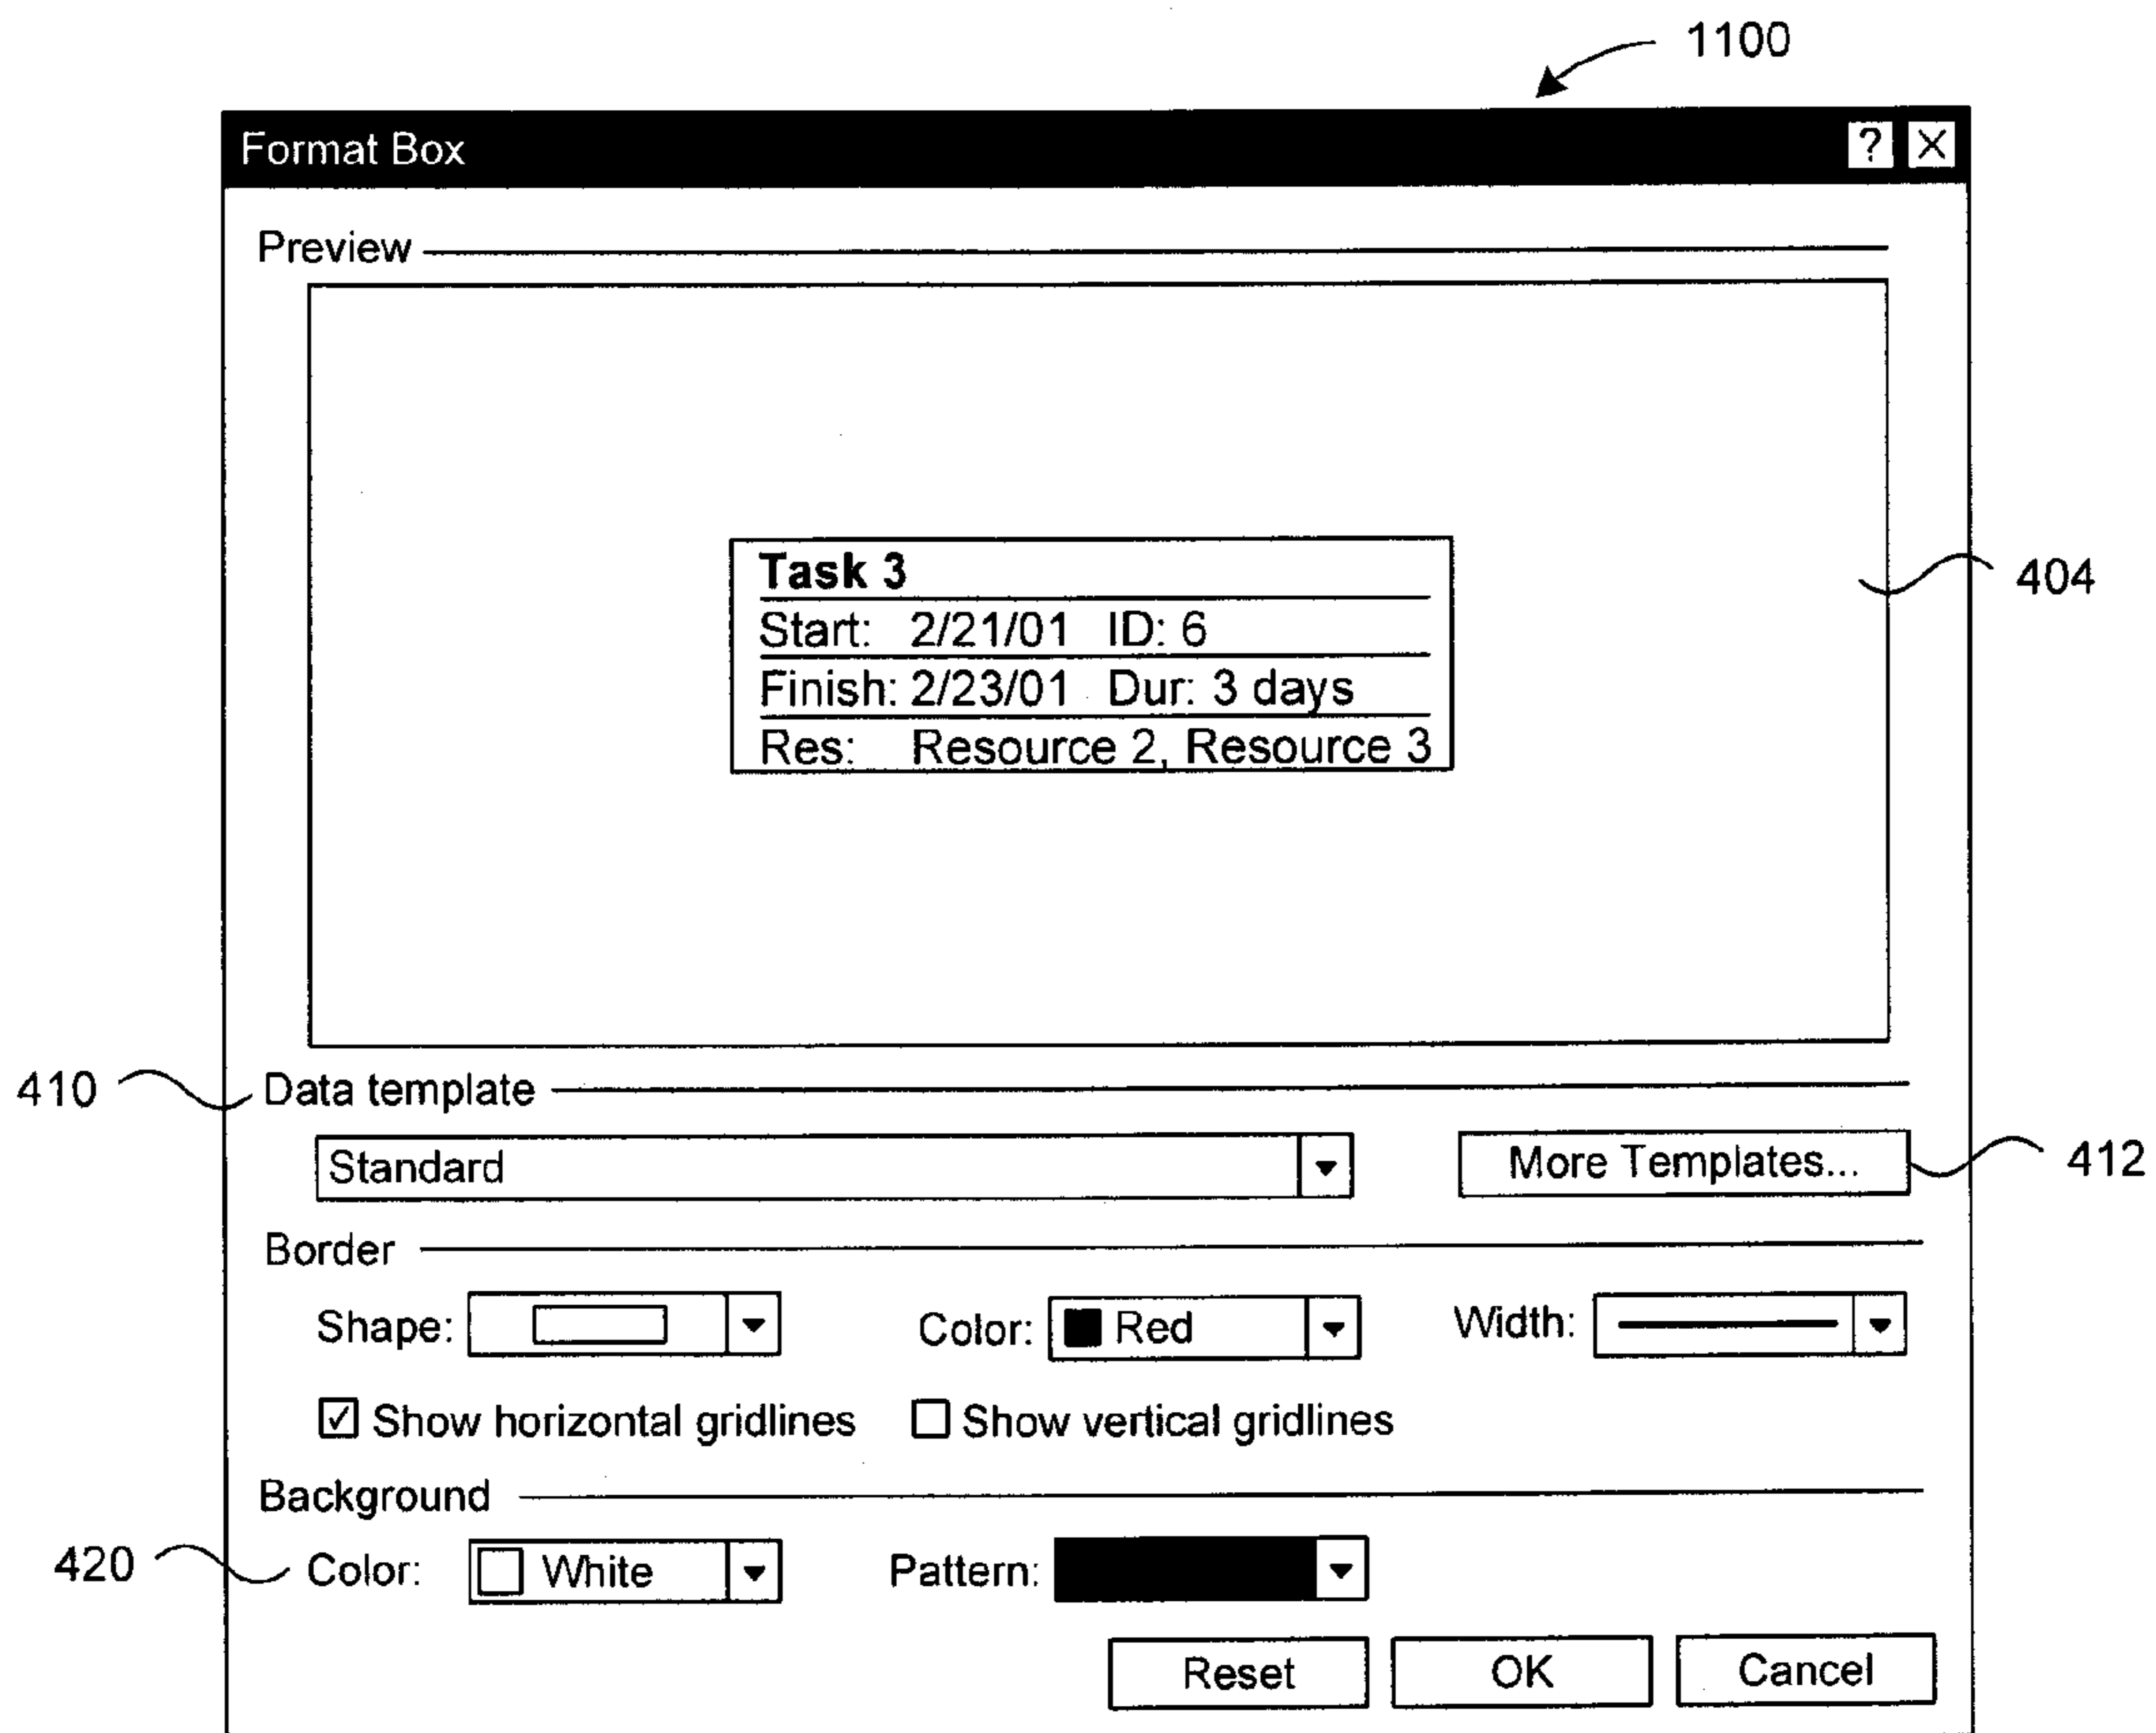 1100
Format Box ? X
Preview
Task 3
Start: 2/21/01 ID: 6
Finish: 2/23/01 Dur: 3 days
Res: Resource 2, Resource 3
404
410 Data template
Standard More Templates... 412
Border
Shape: Color: Red Width:
Show horizontal gridlines Show vertical gridlines
Background
420 Color: White Pattern:
Reset OK Cancel